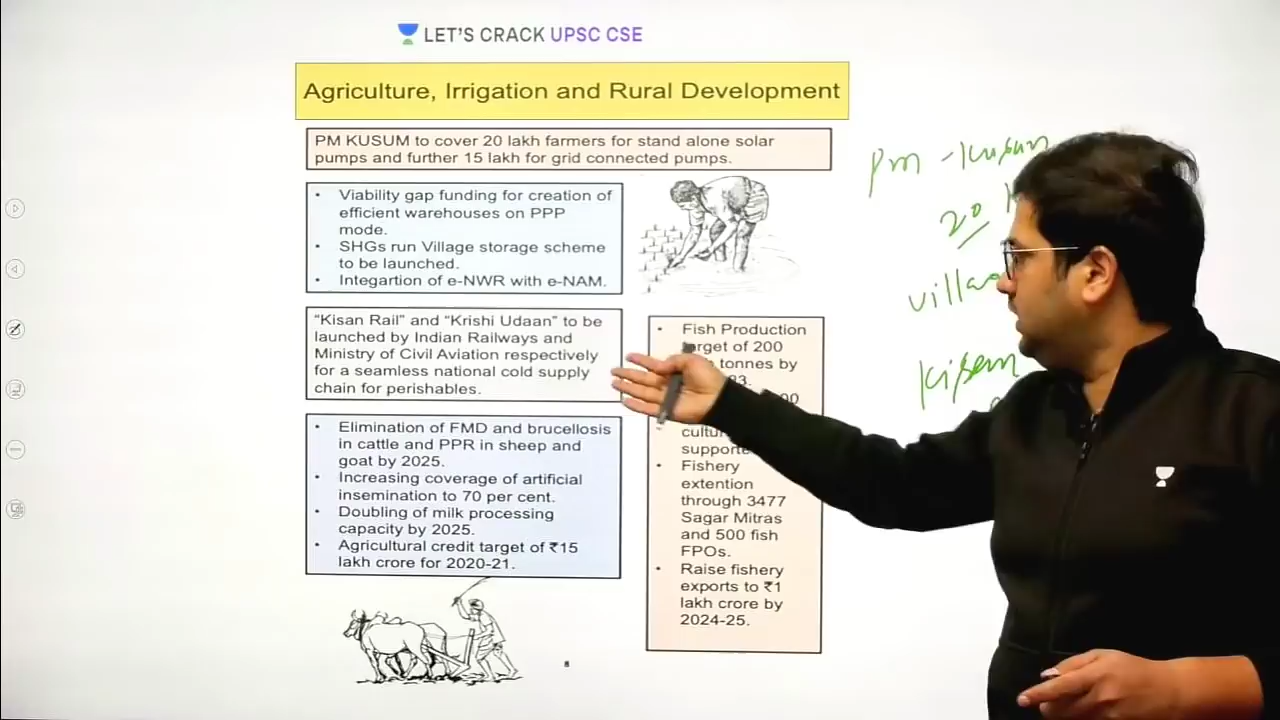 LET'S CRACK UPSC CSE
Agriculture, Irrigation and Rural Development
PM KUSUM to cover 20 lakh farmers for stand alone solar
pumps and further 15 lakh for grid connected pumps.
• Viability gap funding for creation of
efficient warehouses on PPP
mode.
• SHGs run Village storage scheme
to be launched.
• Integartion of e-NWR with e-NAM.
"Kisan Rail" and "Krishi Udaan" to be
launched by Indian Railways and
Ministry of Civil Aviation respectively
for a seamless national cold supply
chain for perishables.
• Elimination of FMD and brucellosis
in cattle and PPR in sheep and
goat by 2025.
• Increasing coverage of artificial
insemination to 70 per cent.
• Doubling of milk processing
capacity by 2025.
• Agricultural credit target of ₹15
lakh crore for 2020-21.
• Fish Production
of 200
tonnes by
• Fishery
extention
through 3477
Sagar Mitras
and 500 fish
FPOs.
• Raise fishery
exports to ₹1
lakh crore by
2024-25.
8
Pm - Kusum
20
Kisan